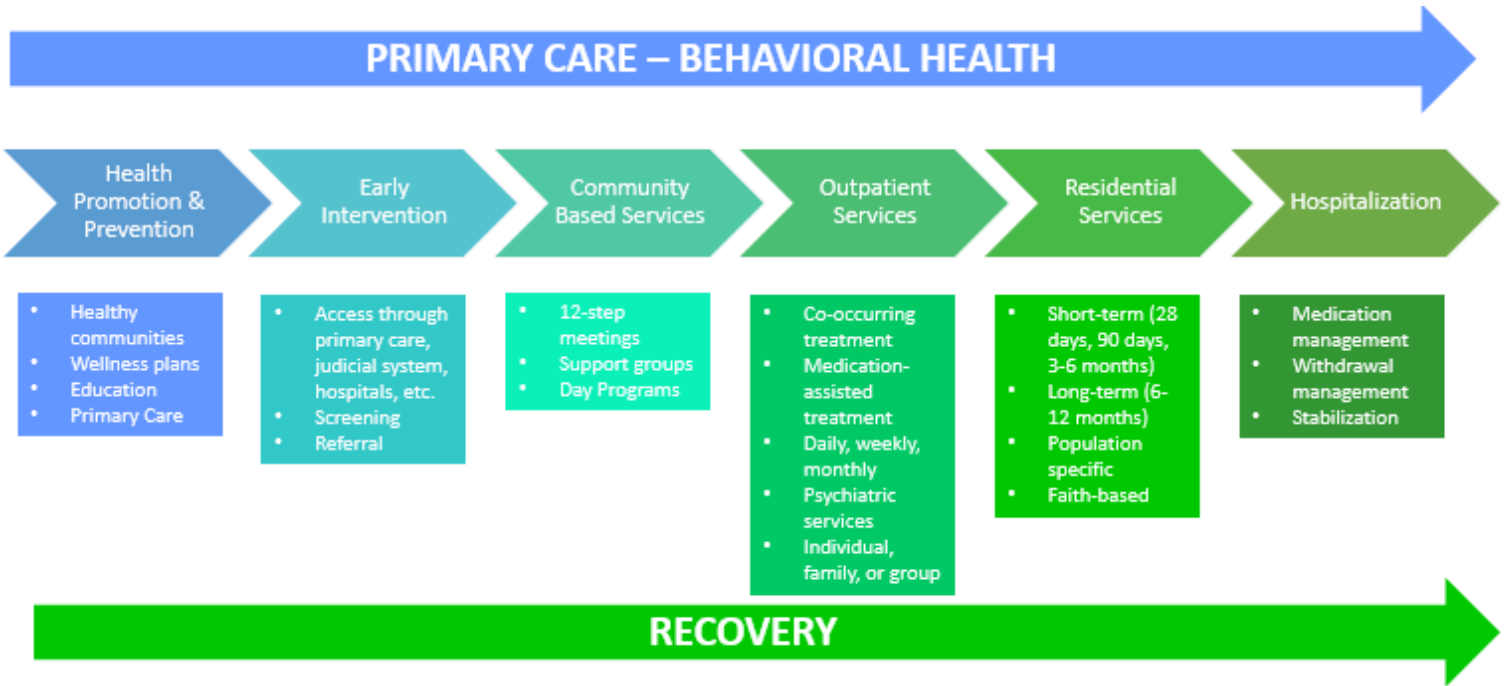 PRIMARY CARE – BEHAVIORAL HEALTH
Health
Promotion &
Prevention
Early
Intervention
Community
Based Services
Outpatient
Services
Residential
Services
Hospitalization
• Healthy
communities
• Wellness plans
• Education
• Primary Care
• Access through
primary care,
judicial system,
hospitals, etc.
• Screening
• Referral
• 12-step
meetings
• Support groups
• Day Programs
• Co-occurring
treatment
• Medication-
assisted
treatment
• Daily, weekly,
monthly
• Psychiatric
services
• Individual,
family, or group
• Short-term (28
days, 90 days,
3-6 months)
• Long-term (6-
12 months)
• Population
specific
• Faith-based
• Medication
management
• Withdrawal
management
• Stabilization
RECOVERY